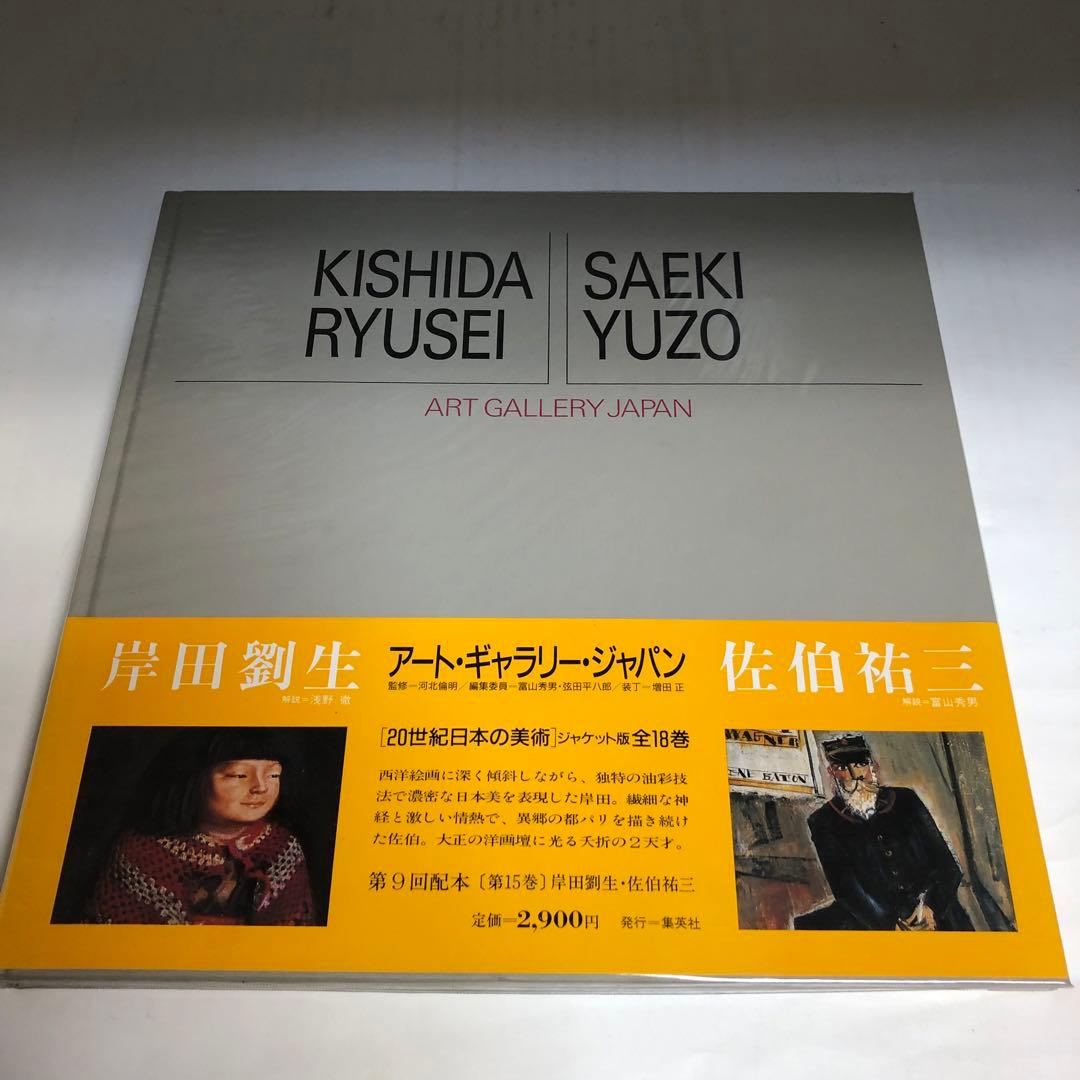 KISHIDA
RYUSEI
SAEKI
YUZO
ART GALLERY JAPAN
岸田劉生
解説＝浅野 徹
アート・ギャラリー・ジャパン
監修＝河北倫明／編集委員＝富山秀男・弦田平八郎／装丁＝増田 正
佐伯祐三
解説＝富山秀男
[20世紀日本の美術]ジャケット版 全18巻
西洋絵画に深く傾斜しながら、独特の油彩技
法で濃密な日本美を表現した岸田。繊細な神
経と激しい情熱で、異郷の都パリを描き続け
た佐伯。大正の洋画壇に光る夭折の2天才。
第9回配本〔第15巻〕岸田劉生・佐伯祐三
定価＝2,900円 発行＝集英社
WAGNER
ENE BATON